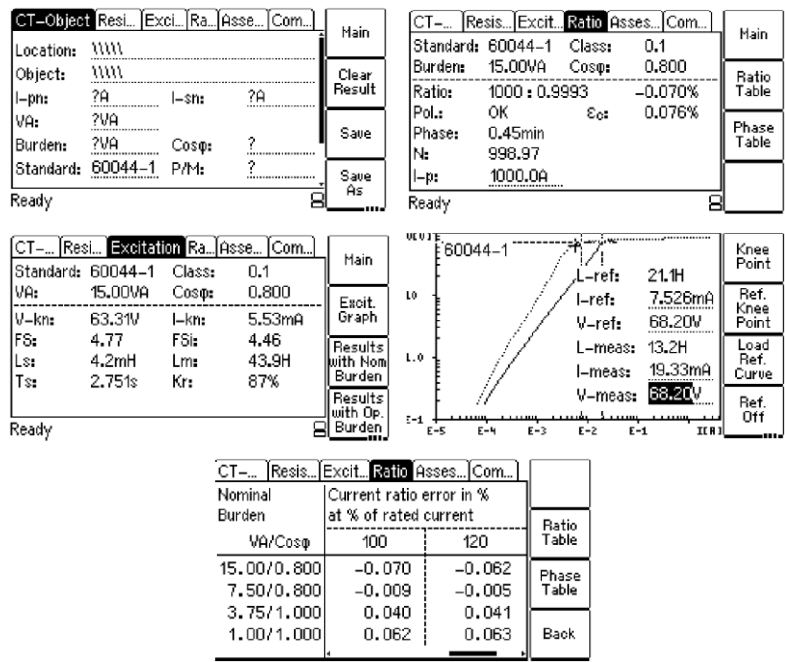 CT-Object Resi... Exci... Ra... Asse... Com...
Location: \\\\\
Object: \\\\\
I-pn: ?A I-sn: ?A
VA: ?VA
Burden: ?VA Cosφ: ?
Standard: 60044-1 P/M: ?
Ready
Main
Clear
Result
Save
Save
As
CT-... Resis... Excit... Ratio Asses... Com...
Standard: 60044-1 Class: 0.1
Burden: 15.00VA Cosφ: 0.800
Ratio: 1000 : 0.9993 -0.070%
Pol.: OK εc: 0.076%
Phase: 0.45min
N: 998.97
I-p: 1000.0A
Ready
Main
Ratio
Table
Phase
Table
CT-... Resi... Excitation Ra... Asse... Com...
Standard: 60044-1 Class: 0.1
VA: 15.00VA Cosφ: 0.800
V-kn: 63.31V I-kn: 5.53mA
FS: 4.77 FSi: 4.46
Ls: 4.2mH Lm: 43.9H
Ts: 2.751s Kr: 87%
Ready
Main
Excit.
Graph
Results
with Nom
Burden
Results
with Op.
Burden
U[V]
60044-1
10
1.0
E-1
E-5 E-4 E-3 E-2 E-1 I[A]
L-ref: 21.1H
I-ref: 7.526mA
V-ref: 68.20V
L-meas: 13.2H
I-meas: 19.33mA
V-meas: 68.20V
Knee
Point
Ref.
Knee
Point
Load
Ref.
Curve
Ref.
Off
CT-... Resis... Excit... Ratio Asses... Com...
Nominal Current ratio error in %
Burden at % of rated current
VA/Cosφ 100 120
15.00/0.800 -0.070 -0.062
7.50/0.800 -0.009 -0.005
3.75/1.000 0.040 0.041
1.00/1.000 0.062 0.063
Ratio
Table
Phase
Table
Back